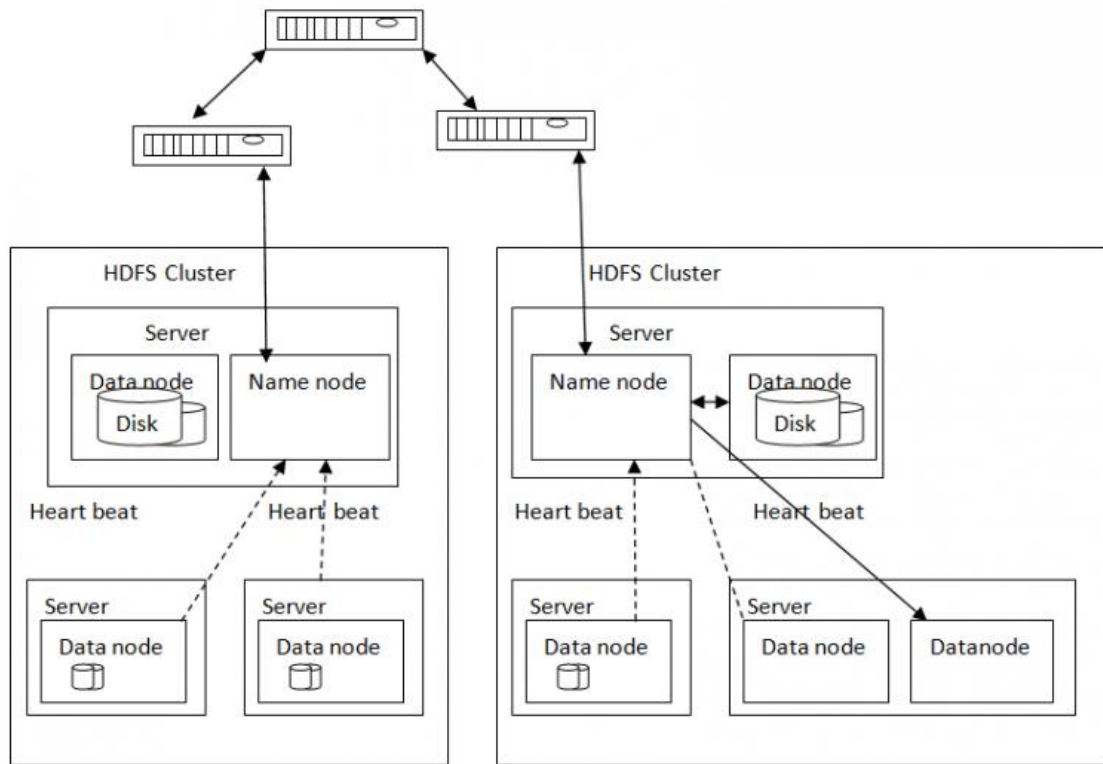 HDFS Cluster
Server
Data node
Disk
Name node
Heart beat
Heart beat
Server
Data node
Server
Data node
HDFS Cluster
Server
Name node
Data node
Disk
Heart beat
Heart beat
Server
Data node
Server
Data node
Datanode